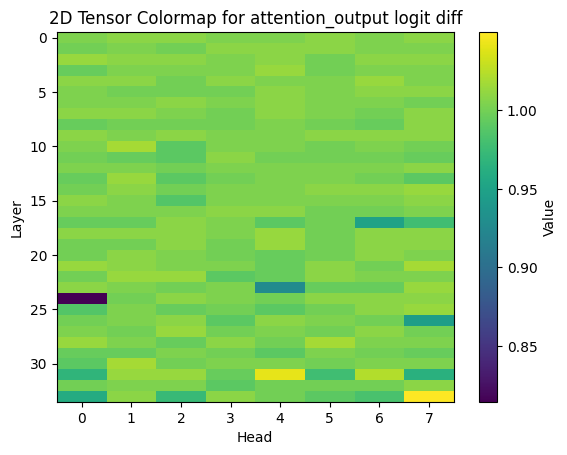 2D Tensor Colormap for attention_output logit diff
0
5
10
15
20
25
30
Layer
0 1 2 3 4 5 6 7
Head
1.00
0.95
0.90
0.85
Value